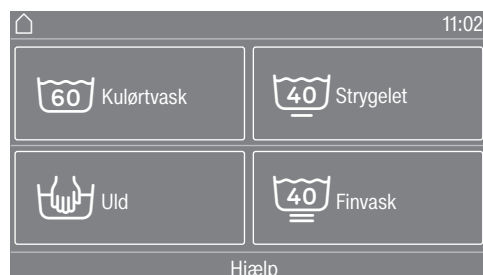 11:02
60 Kulørtvask
40 Strygelet
Uld
40 Finvask
Hjælp